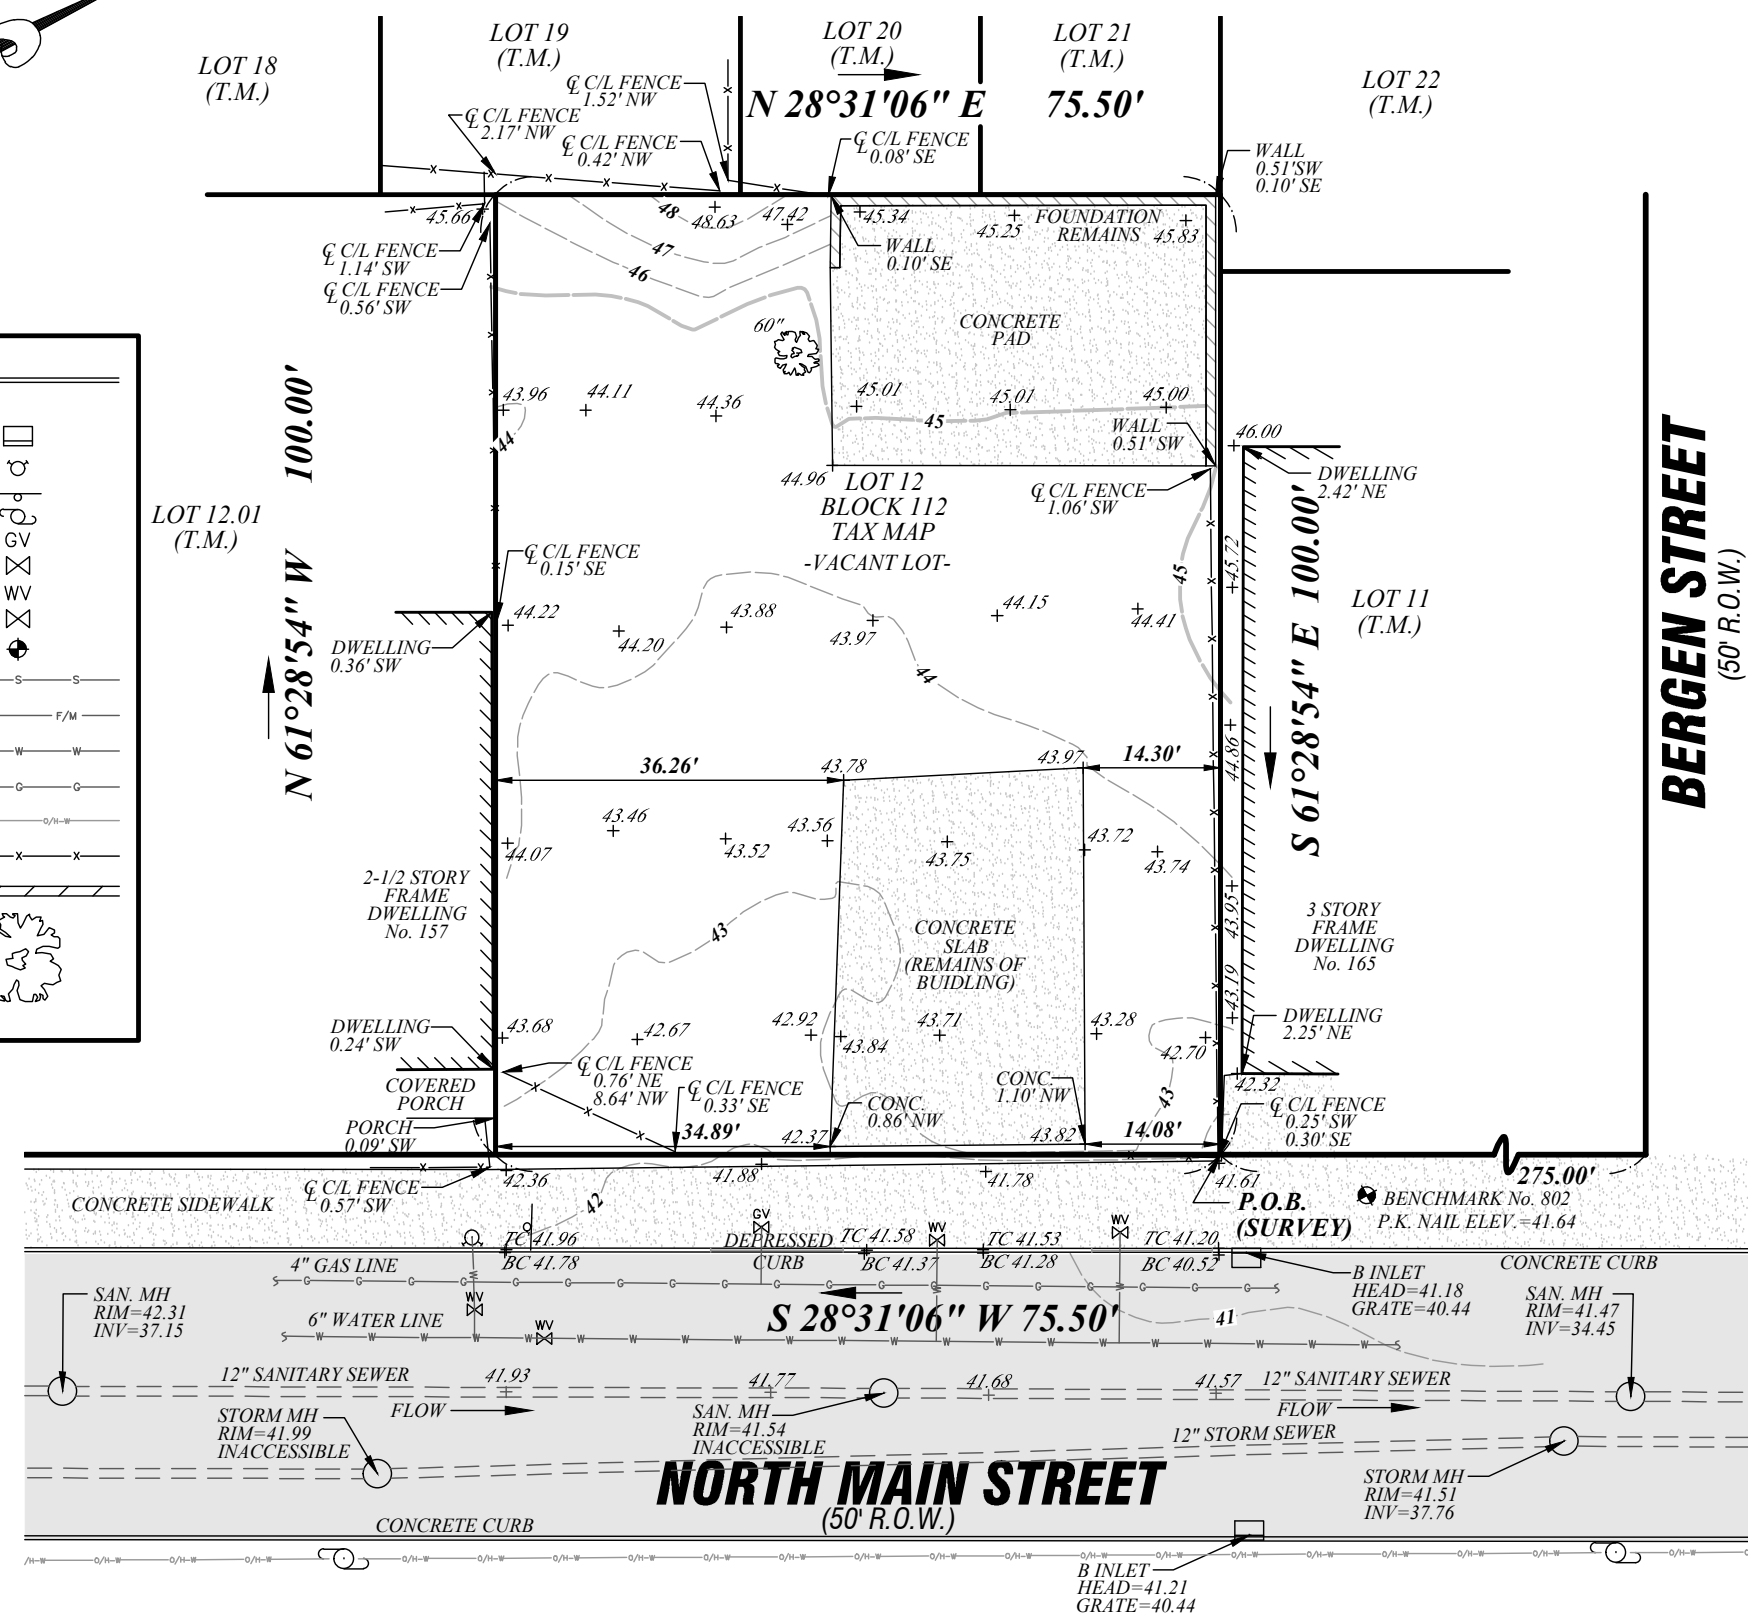 LOT 18
(T.M.)
LOT 19
(T.M.)
LOT 20
(T.M.)
LOT 21
(T.M.)
LOT 22
(T.M.)
N 28°31'06" E 75.50'
℄ C/L FENCE
1.52' NW
℄ C/L FENCE
2.17' NW
℄ C/L FENCE
0.42' NW
℄ C/L FENCE
0.08' SE
WALL
0.51'SW
0.10' SE
45.66
48
48.63
47.42
45.34
45.25
FOUNDATION
REMAINS
45.83
℄ C/L FENCE
1.14' SW
℄ C/L FENCE
0.56' SW
47
46
WALL
0.10' SE
60"
CONCRETE
PAD
43.96
44.11
44.36
45.01
45.01
45.00
44
45
WALL
0.51' SW
46.00
DWELLING
2.42' NE
44.96
LOT 12
BLOCK 112
TAX MAP
-VACANT LOT-
℄ C/L FENCE
1.06' SW
N 61°28'54" W 100.00'
S 61°28'54" E 100.00'
BERGEN STREET
(50' R.O.W.)
GV
WV
S S
F/M
W W
G G
O/H-W
X X
LOT 12.01
(T.M.)
℄ C/L FENCE
0.15' SE
45
45.72
LOT 11
(T.M.)
44.22
44.20
43.88
43.97
44.15
44.41
DWELLING
0.36' SW
44
44.86
36.26'
43.78
43.97
14.30'
43.46
43.52
43.56
43.75
43.72
43.74
44.07
43.95
2-1/2 STORY
FRAME
DWELLING
No. 157
43
CONCRETE
SLAB
(REMAINS OF
BUIDLING)
3 STORY
FRAME
DWELLING
No. 165
43.19
DWELLING
0.24' SW
43.68
42.67
42.92
43.84
43.71
43.28
42.70
DWELLING
2.25' NE
42.32
℄ C/L FENCE
0.76' NE
8.64' NW
℄ C/L FENCE
0.33' SE
CONC.
0.86' NW
CONC.
1.10' NW
43
℄ C/L FENCE
0.25' SW
0.30' SE
COVERED
PORCH
PORCH
0.09' SW
34.89'
42.37
43.82
14.08'
CONCRETE SIDEWALK
℄ C/L FENCE
0.57' SW
42.36
42
41.88
41.78
41.61
P.O.B.
(SURVEY)
275.00'
BENCHMARK No. 802
P.K. NAIL ELEV.=41.64
GV
WV
WV
TC 41.96
BC 41.78
DEPRESSED
CURB
TC 41.58
BC 41.37
TC 41.53
BC 41.28
TC 41.20
BC 40.52
CONCRETE CURB
4" GAS LINE
G G G G G G G G G G G G G G G G G
B INLET
HEAD=41.18
GRATE=40.44
SAN. MH
RIM=42.31
INV=37.15
SAN. MH
RIM=41.47
INV=34.45
WV
WV
6" WATER LINE
W W W W W W W W W W W W W W W W W W W W W
S 28°31'06" W 75.50'
41
12" SANITARY SEWER
41.93
41.77
41.68
41.57
12" SANITARY SEWER
FLOW
FLOW
STORM MH
RIM=41.99
INACCESSIBLE
SAN. MH
RIM=41.54
INACCESSIBLE
12" STORM SEWER
STORM MH
RIM=41.51
INV=37.76
NORTH MAIN STREET
(50' R.O.W.)
CONCRETE CURB
O/H-W O/H-W O/H-W O/H-W O/H-W O/H-W O/H-W O/H-W O/H-W O/H-W O/H-W O/H-W O/H-W O/H-W O/H-W O/H-W O/H-W O/H-W O/H-W O/H-W
B INLET
HEAD=41.21
GRATE=40.44